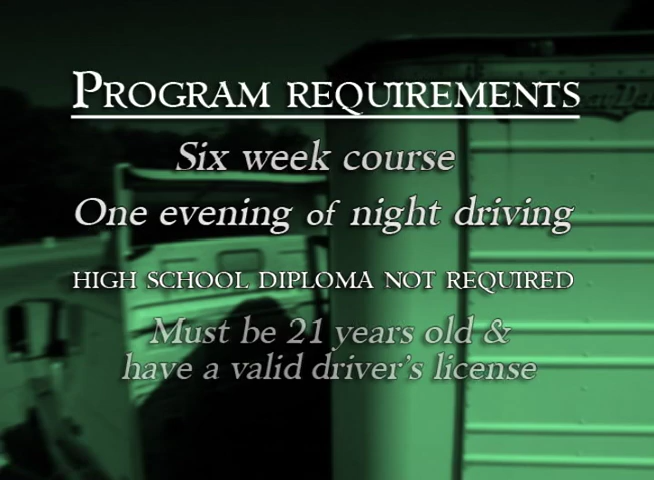 PROGRAM REQUIREMENTS
Six week course
One evening of night driving
HIGH SCHOOL DIPLOMA NOT REQUIRED
Must be 21 years old &
have a valid driver's license